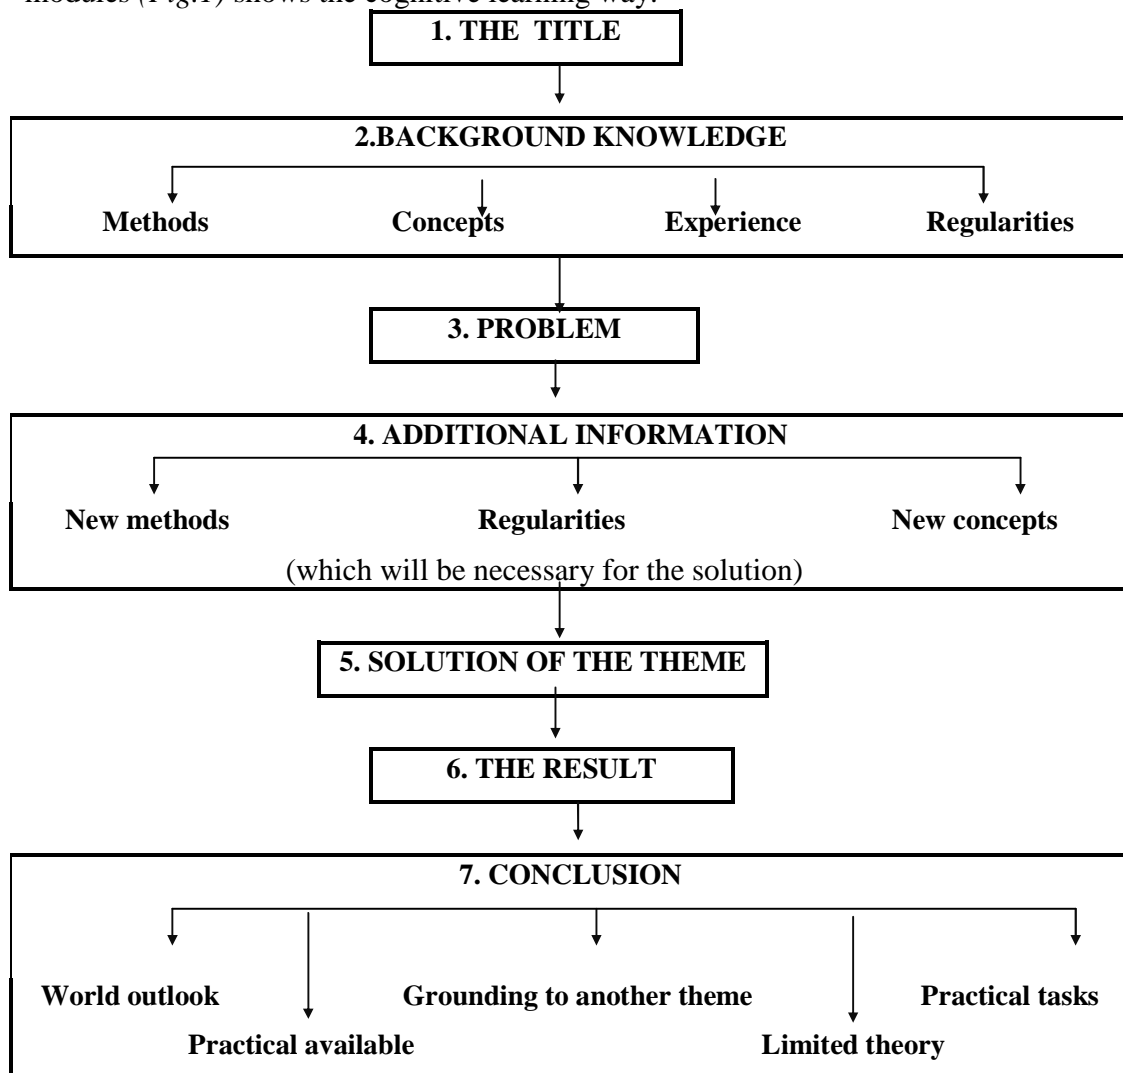 modules (Fig.1) shows the cognitive learning way.
1. THE TITLE
2.BACKGROUND KNOWLEDGE
Methods Concepts Experience Regularities
3. PROBLEM
4. ADDITIONAL INFORMATION
New methods Regularities New concepts
(which will be necessary for the solution)
5. SOLUTION OF THE THEME
6. THE RESULT
7. CONCLUSION
World outlook Grounding to another theme Practical tasks
Practical available Limited theory